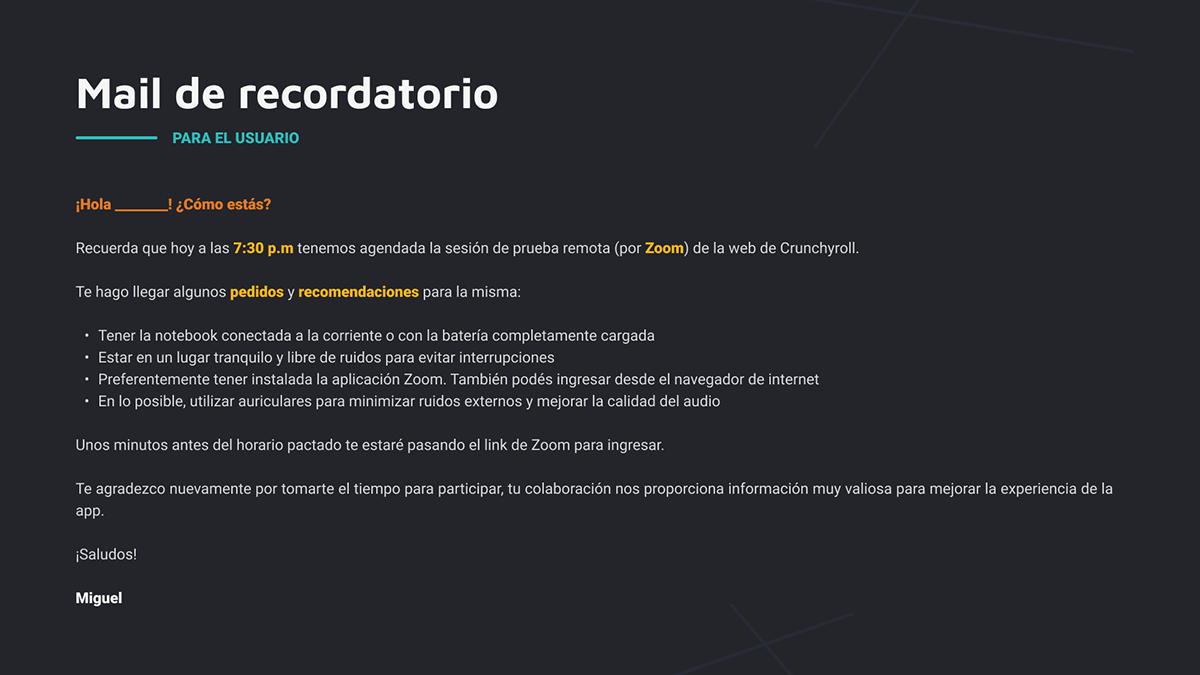 Mail de recordatorio
PARA EL USUARIO
¡Hola _______! ¿Cómo estás?
Recuerda que hoy a las 7:30 p.m tenemos agendada la sesión de prueba remota (por Zoom) de la web de Crunchyroll.
Te hago llegar algunos pedidos y recomendaciones para la misma:
• Tener la notebook conectada a la corriente o con la batería completamente cargada
• Estar en un lugar tranquilo y libre de ruidos para evitar interrupciones
• Preferentemente tener instalada la aplicación Zoom. También podés ingresar desde el navegador de internet
• En lo posible, utilizar auriculares para minimizar ruidos externos y mejorar la calidad del audio
Unos minutos antes del horario pactado te estaré pasando el link de Zoom para ingresar.
Te agradezco nuevamente por tomarte el tiempo para participar, tu colaboración nos proporciona información muy valiosa para mejorar la experiencia de la
app.
¡Saludos!
Miguel